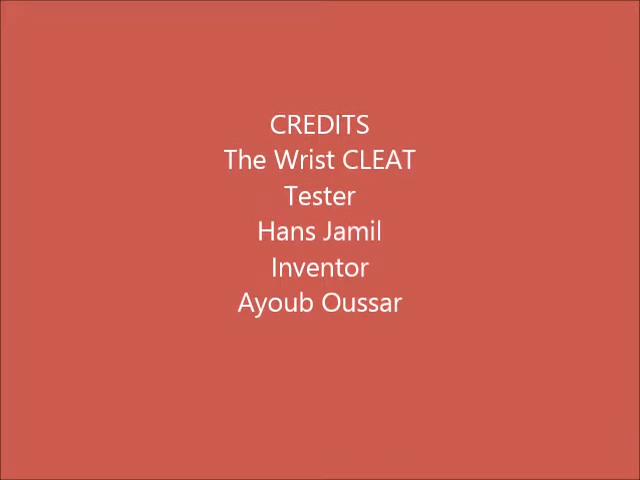 CREDITS
The Wrist CLEAT
Tester
Hans Jamil
Inventor
Ayoub Oussar